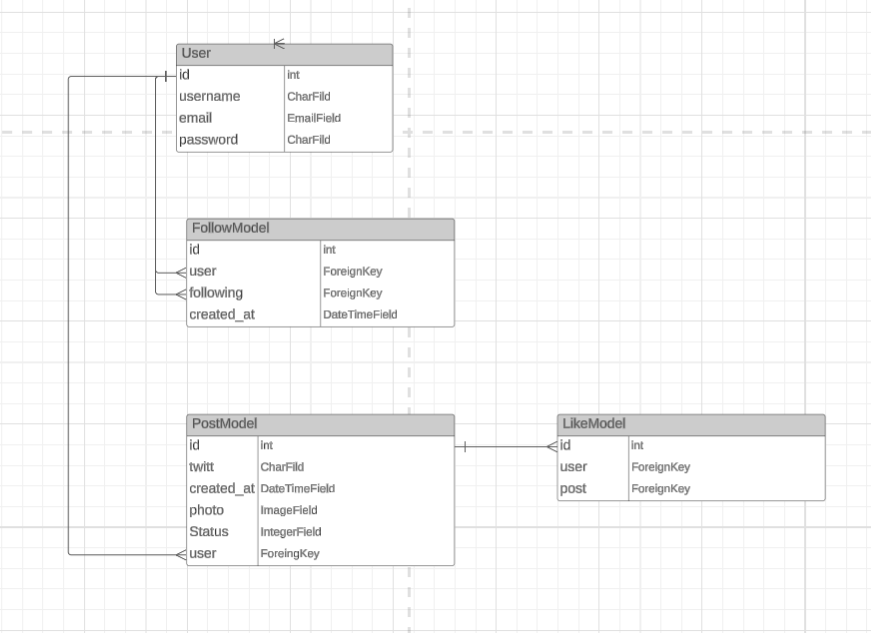 User
id int
username CharFild
email EmailField
password CharFild
FollowModel
id int
user ForeignKey
following ForeignKey
created_at DateTimeField
PostModel
id int
twitt CharFild
created_at DateTimeField
photo ImageField
Status IntegerField
user ForeingKey
LikeModel
id int
user ForeignKey
post ForeignKey